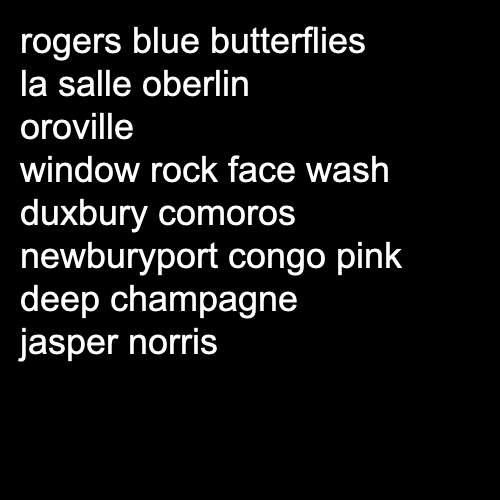 rogers blue butterflies
la salle oberlin
oroville
window rock face wash
duxbury comoros
newburyport congo pink
deep champagne
jasper norris